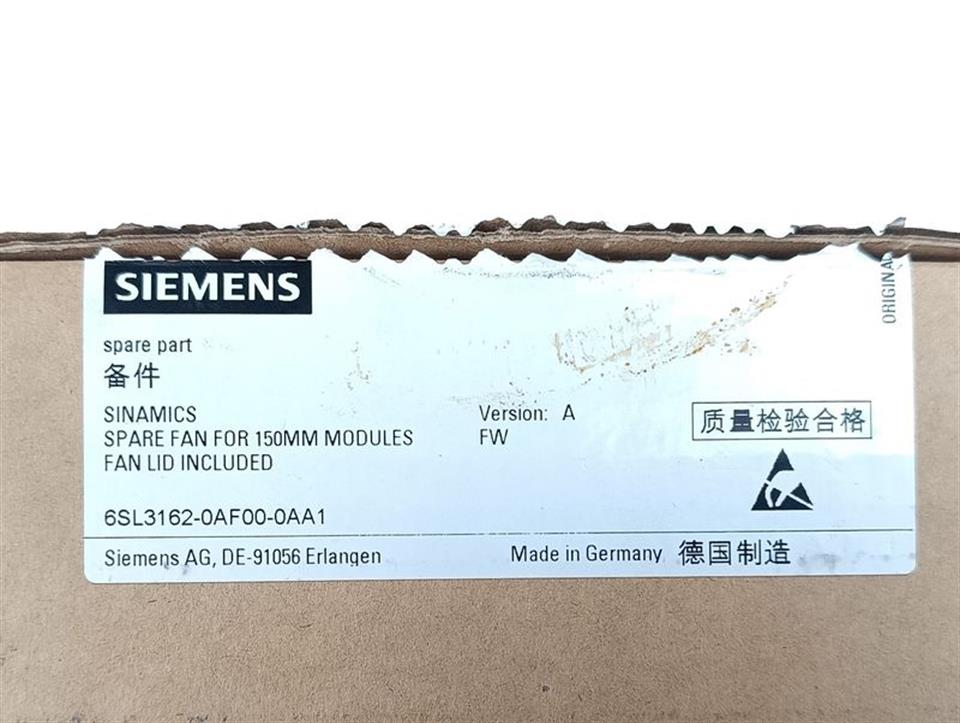 SIEMENS
spare part
备件
SINAMICS
SPARE FAN FOR 150MM MODULES
FAN LID INCLUDED
Version: A
FW
质量检验合格
6SL3162-0AF00-0AA1
Siemens AG, DE-91056 Erlangen
Made in Germany 德国制造